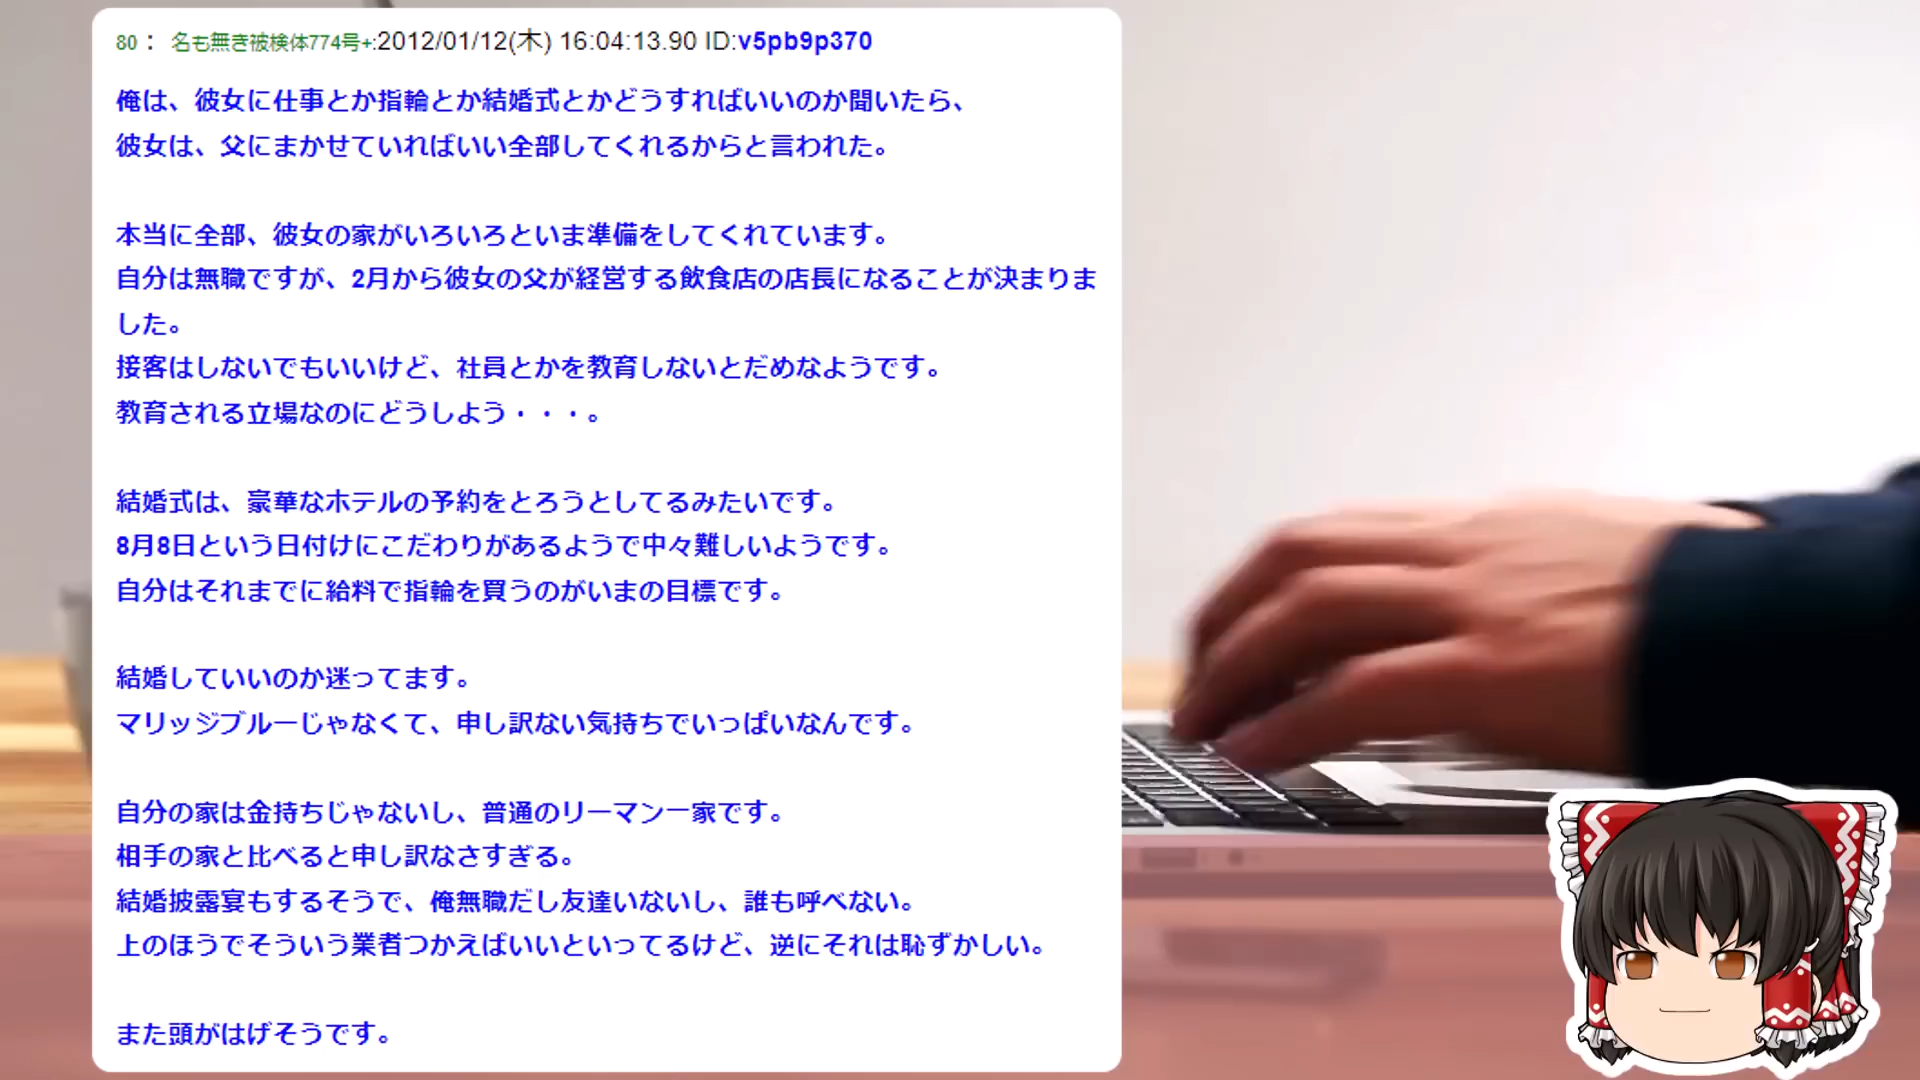 80： 名も無き被検体774号+:2012/01/12(木) 16:04:13.90 ID:v5pb9p370
俺は、彼女に仕事とか指輪とか結婚式とかどうすればいいのか聞いたら、
彼女は、父にまかせていればいい全部してくれるからと言われた。
本当に全部、彼女の家がいろいろといま準備をしてくれています。
自分は無職ですが、2月から彼女の父が経営する飲食店の店長になることが決まりま
した。
接客はしないでもいいけど、社員とかを教育しないとだめなようです。
教育される立場なのにどうしよう・・・。
結婚式は、豪華なホテルの予約をとろうとしてるみたいです。
8月8日という日付けにこだわりがあるようで中々難しいようです。
自分はそれまでに給料で指輪を買うのがいまの目標です。
結婚していいのか迷ってます。
マリッジブルーじゃなくて、申し訳ない気持ちでいっぱいなんです。
自分の家は金持ちじゃないし、普通のリーマン一家です。
相手の家と比べると申し訳なさすぎる。
結婚披露宴もするそうで、俺無職だし友達いないし、誰も呼べない。
上のほうでそういう業者つかえばいいといってるけど、逆にそれは恥ずかしい。
また頭がはげそうです。